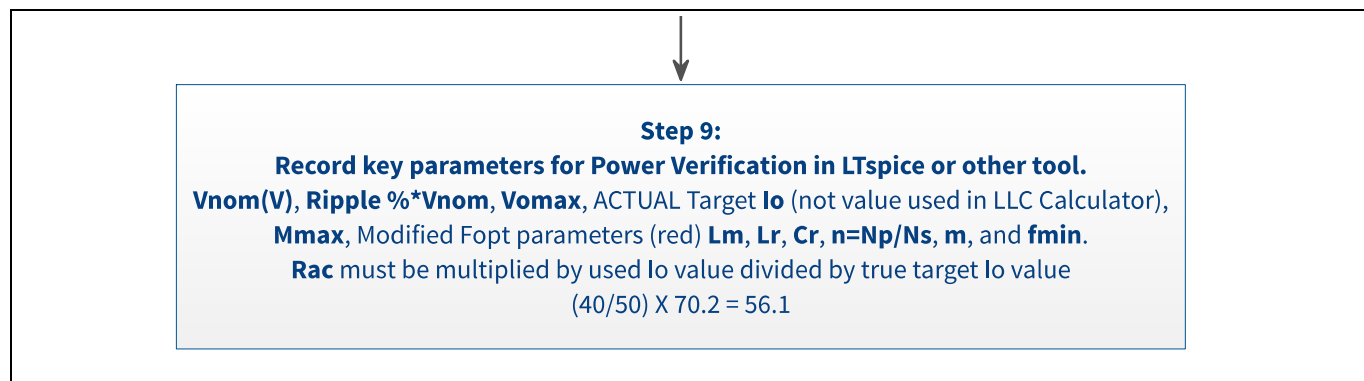 Step 9:
Record key parameters for Power Verification in LTspice or other tool.
Vnom(V), Ripple %*Vnom, Vomax, ACTUAL Target Io (not value used in LLC Calculator),
Mmax, Modified Fopt parameters (red) Lm, Lr, Cr, n=Np/Ns, m, and fmin.
Rac must be multiplied by used Io value divided by true target Io value
(40/50) X 70.2 = 56.1